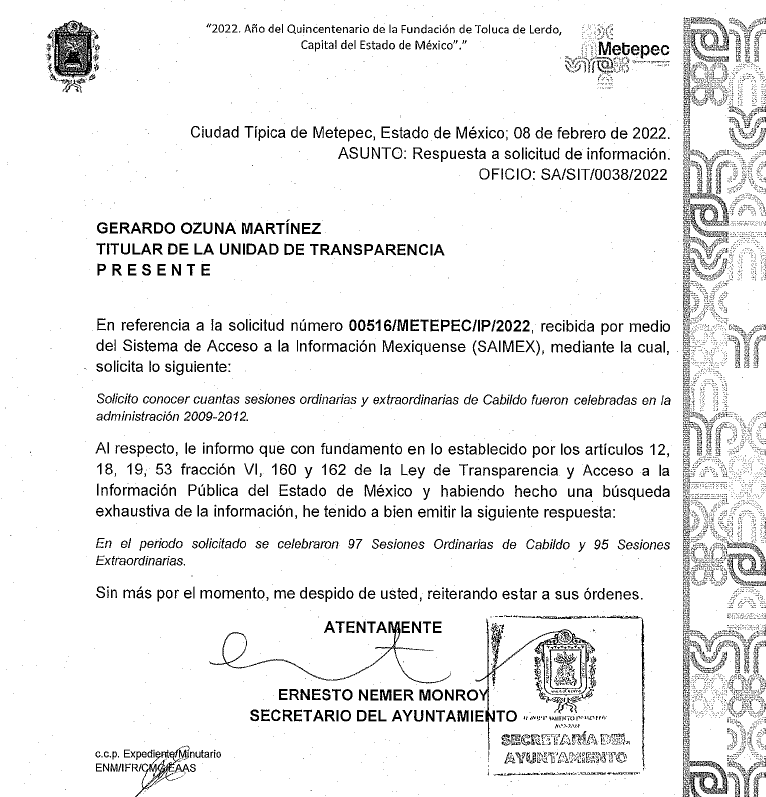 "2022. Año del Quincentenario de la Fundación de Toluca de Lerdo,
Capital del Estado de México"."
Metepec
Ciudad Típica de Metepec, Estado de México; 08 de febrero de 2022.
ASUNTO: Respuesta a solicitud de información.
OFICIO: SA/SIT/0038/2022
GERARDO OZUNA MARTÍNEZ
TITULAR DE LA UNIDAD DE TRANSPARENCIA
P R E S E N T E
En referencia a la solicitud número 00516/METEPEC/IP/2022, recibida por medio
del Sistema de Acceso a la Información Mexiquense (SAIMEX), mediante la cual,
solicita lo siguiente:
Solicito conocer cuantas sesiones ordinarias y extraordinarias de Cabildo fueron celebradas en la
administración 2009-2012.
Al respecto, le informo que con fundamento en lo establecido por los artículos 12,
18, 19, 53 fracción VI, 160 y 162 de la Ley de Transparencia y Acceso a la
Información Pública del Estado de México y habiendo hecho una búsqueda
exhaustiva de la información, he tenido a bien emitir la siguiente respuesta:
En el periodo solicitado se celebraron 97 Sesiones Ordinarias de Cabildo y 95 Sesiones
Extraordinarias.
Sin más por el momento, me despido de usted, reiterando estar a sus órdenes.
ATENTAMENTE
ERNESTO NEMER MONROY
SECRETARIO DEL AYUNTAMIENTO
SECRETARÍA DEL
AYUNTAMIENTO
c.c.p. Expediente/Minutario
ENM/IFR/CMG/EAAS